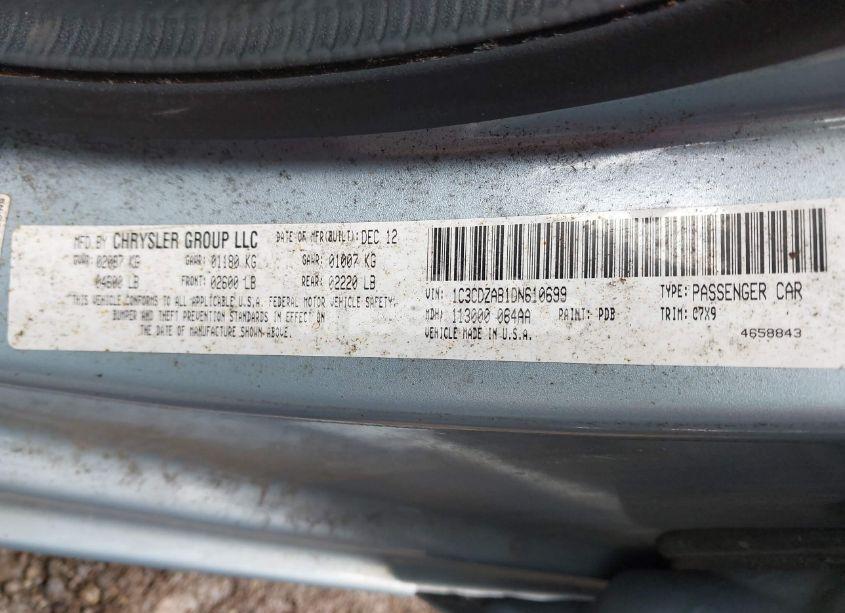 MFD. BY CHRYSLER GROUP LLC
DATE OF MFR(BUILT): DEC 12
GVWR: 02087 KG GAWR: 01180 KG GAWR: 01007 KG
04600 LB FRONT: 02600 LB REAR: 02220 LB
"THIS VEHICLE CONFORMS TO ALL APPLICABLE U.S.A. FEDERAL MOTOR VEHICLE SAFETY,
BUMPER AND THEFT PREVENTION STANDARDS IN EFFECT ON
THE DATE OF MANUFACTURE SHOWN ABOVE."
VIN: 1C3CDZAB1DN610699 TYPE: PASSENGER CAR
MDH: 113000 064AA PAINT: PDB TRIM: C7X9
VEHICLE MADE IN U.S.A. 4658843